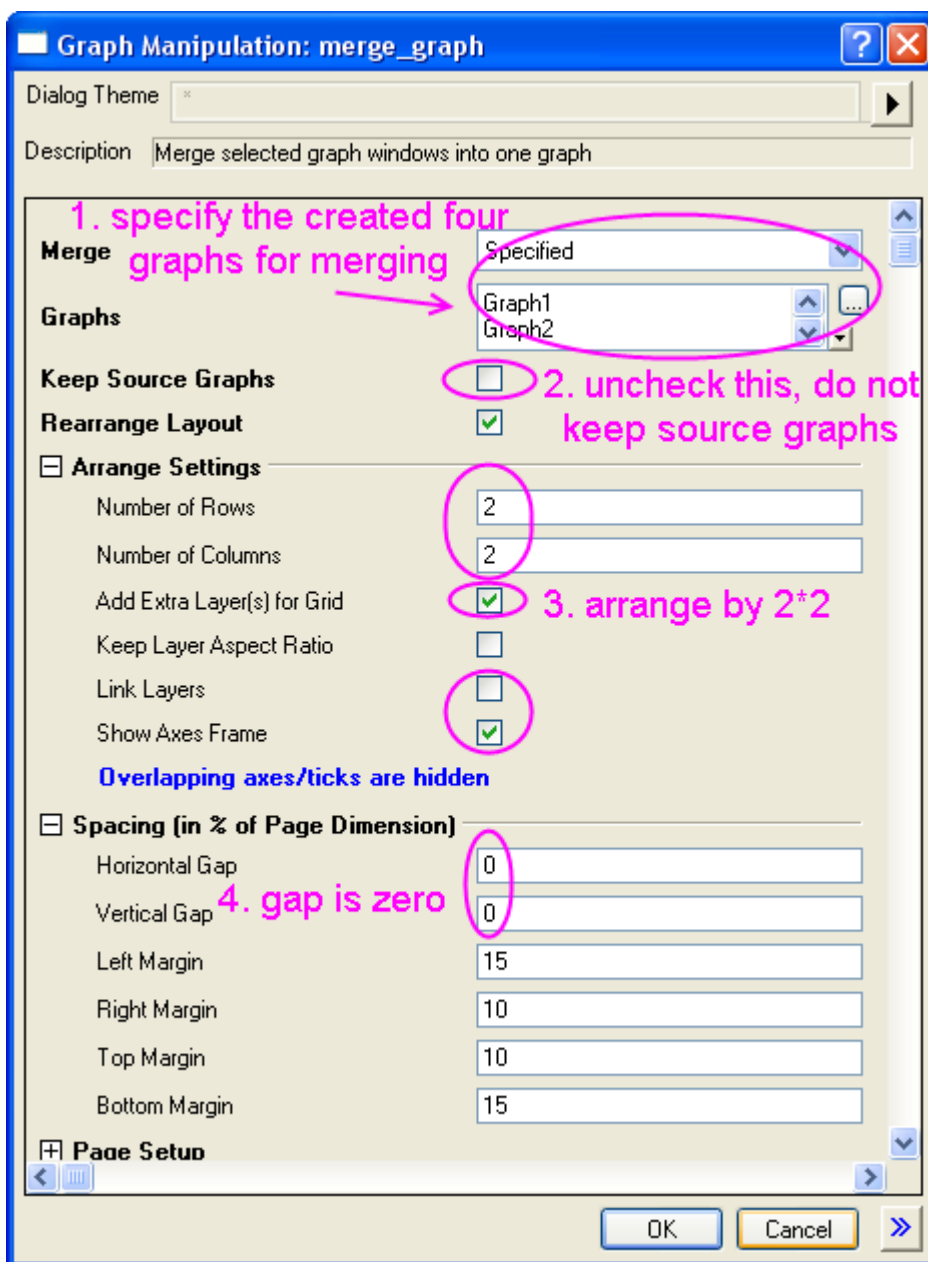 Graph Manipulation: merge_graph
Dialog Theme *
Description Merge selected graph windows into one graph
1. specify the created four
graphs for merging
Merge Specified
Graphs Graph1
Graph2
...
Keep Source Graphs
2. uncheck this, do not
keep source graphs
Rearrange Layout
Arrange Settings
Number of Rows 2
Number of Columns 2
Add Extra Layer(s) for Grid
3. arrange by 2*2
Keep Layer Aspect Ratio
Link Layers
Show Axes Frame
Overlapping axes/ticks are hidden
Spacing (in % of Page Dimension)
Horizontal Gap 0
4. gap is zero
Vertical Gap 0
Left Margin 15
Right Margin 10
Top Margin 10
Bottom Margin 15
Page Setup
OK Cancel